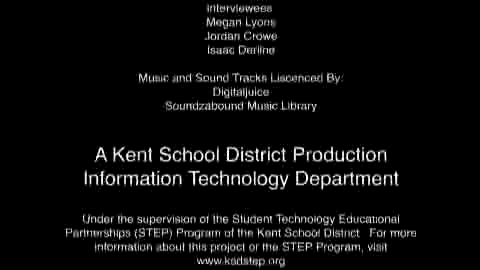 Interviewees
Megan Lyons
Jordan Crowe
Isaac Derline
Music and Sound Tracks Liscenced By:
Digitaljuice
Soundzabound Music Library
A Kent School District Production
Information Technology Department
Under the supervision of the Student Technology Educational
Partnerships (STEP) Program of the Kent School District For more
information about this project or the STEP Program, visit
www.ksdstep.org